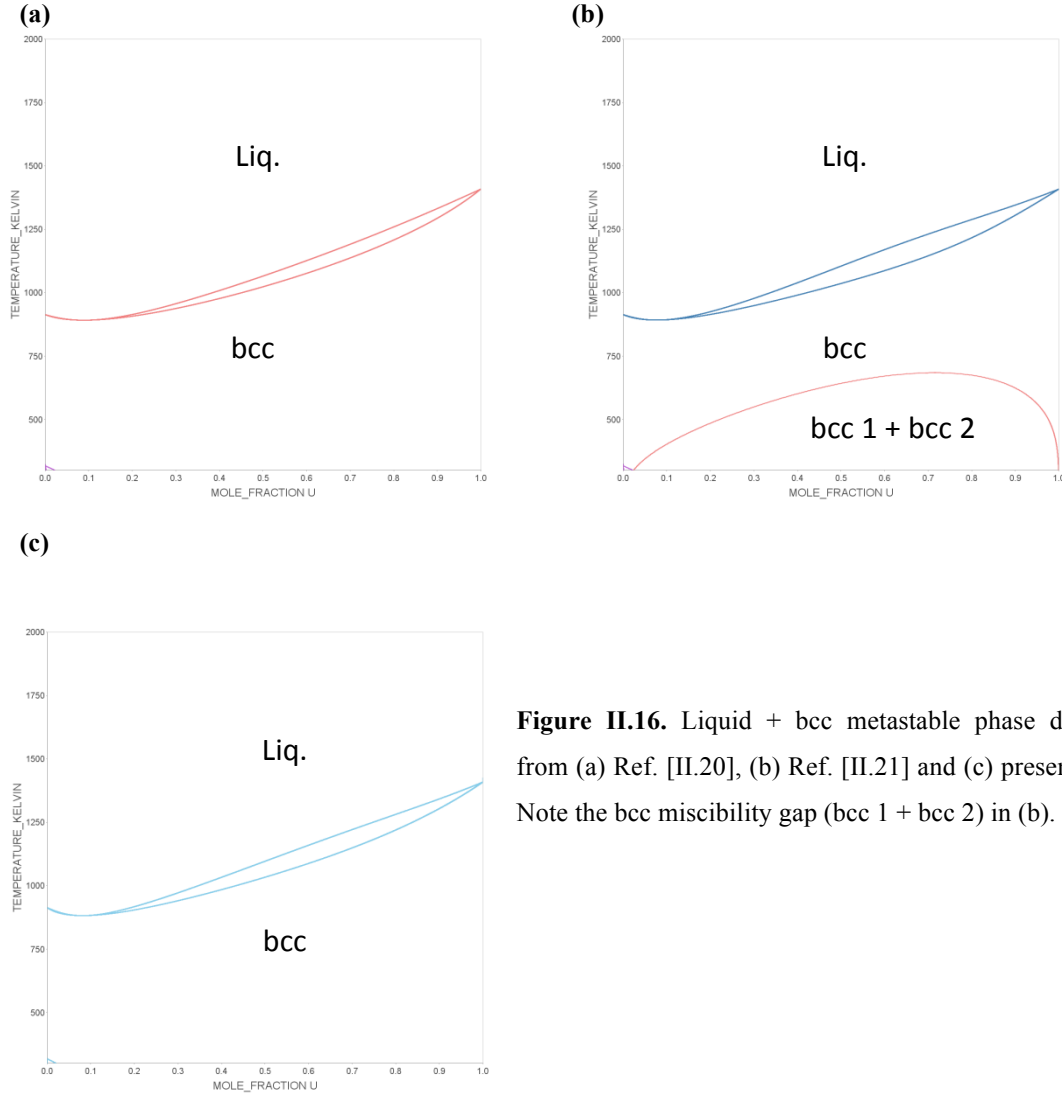 (a)
2000
1750
1500
1250
1000
750
500
TEMPERATURE_KELVIN
Liq.
bcc
0.0 0.1 0.2 0.3 0.4 0.5 0.6 0.7 0.8 0.9 1.0
MOLE_FRACTION U
(b)
2000
1750
1500
1250
1000
750
500
TEMPERATURE_KELVIN
Liq.
bcc
bcc 1 + bcc 2
0.0 0.1 0.2 0.3 0.4 0.5 0.6 0.7 0.8 0.9 1.0
MOLE_FRACTION U
(c)
2000
1750
1500
1250
1000
750
500
TEMPERATURE_KELVIN
Liq.
bcc
0.0 0.1 0.2 0.3 0.4 0.5 0.6 0.7 0.8 0.9 1.0
MOLE_FRACTION U
Figure II.16. Liquid + bcc metastable phase d
from (a) Ref. [II.20], (b) Ref. [II.21] and (c) presen
Note the bcc miscibility gap (bcc 1 + bcc 2) in (b).